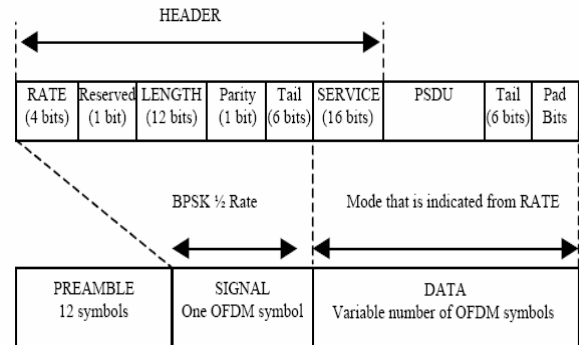 HEADER
RATE Reserved LENGTH Parity Tail SERVICE PSDU Tail Pad
(4 bits) (1 bit) (12 bits) (1 bit) (6 bits) (16 bits) (6 bits) Bits
BPSK ½ Rate Mode that is indicated from RATE
PREAMBLE SIGNAL DATA
12 symbols One OFDM symbol Variable number of OFDM symbols